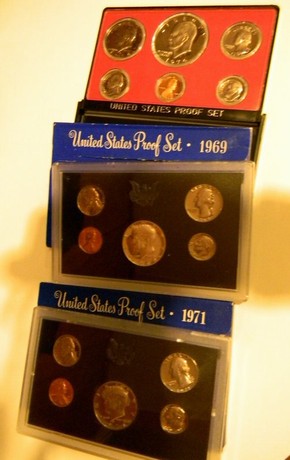 UNITED STATES PROOF SET
United States Proof Set · 1969
United States Proof Set · 1971